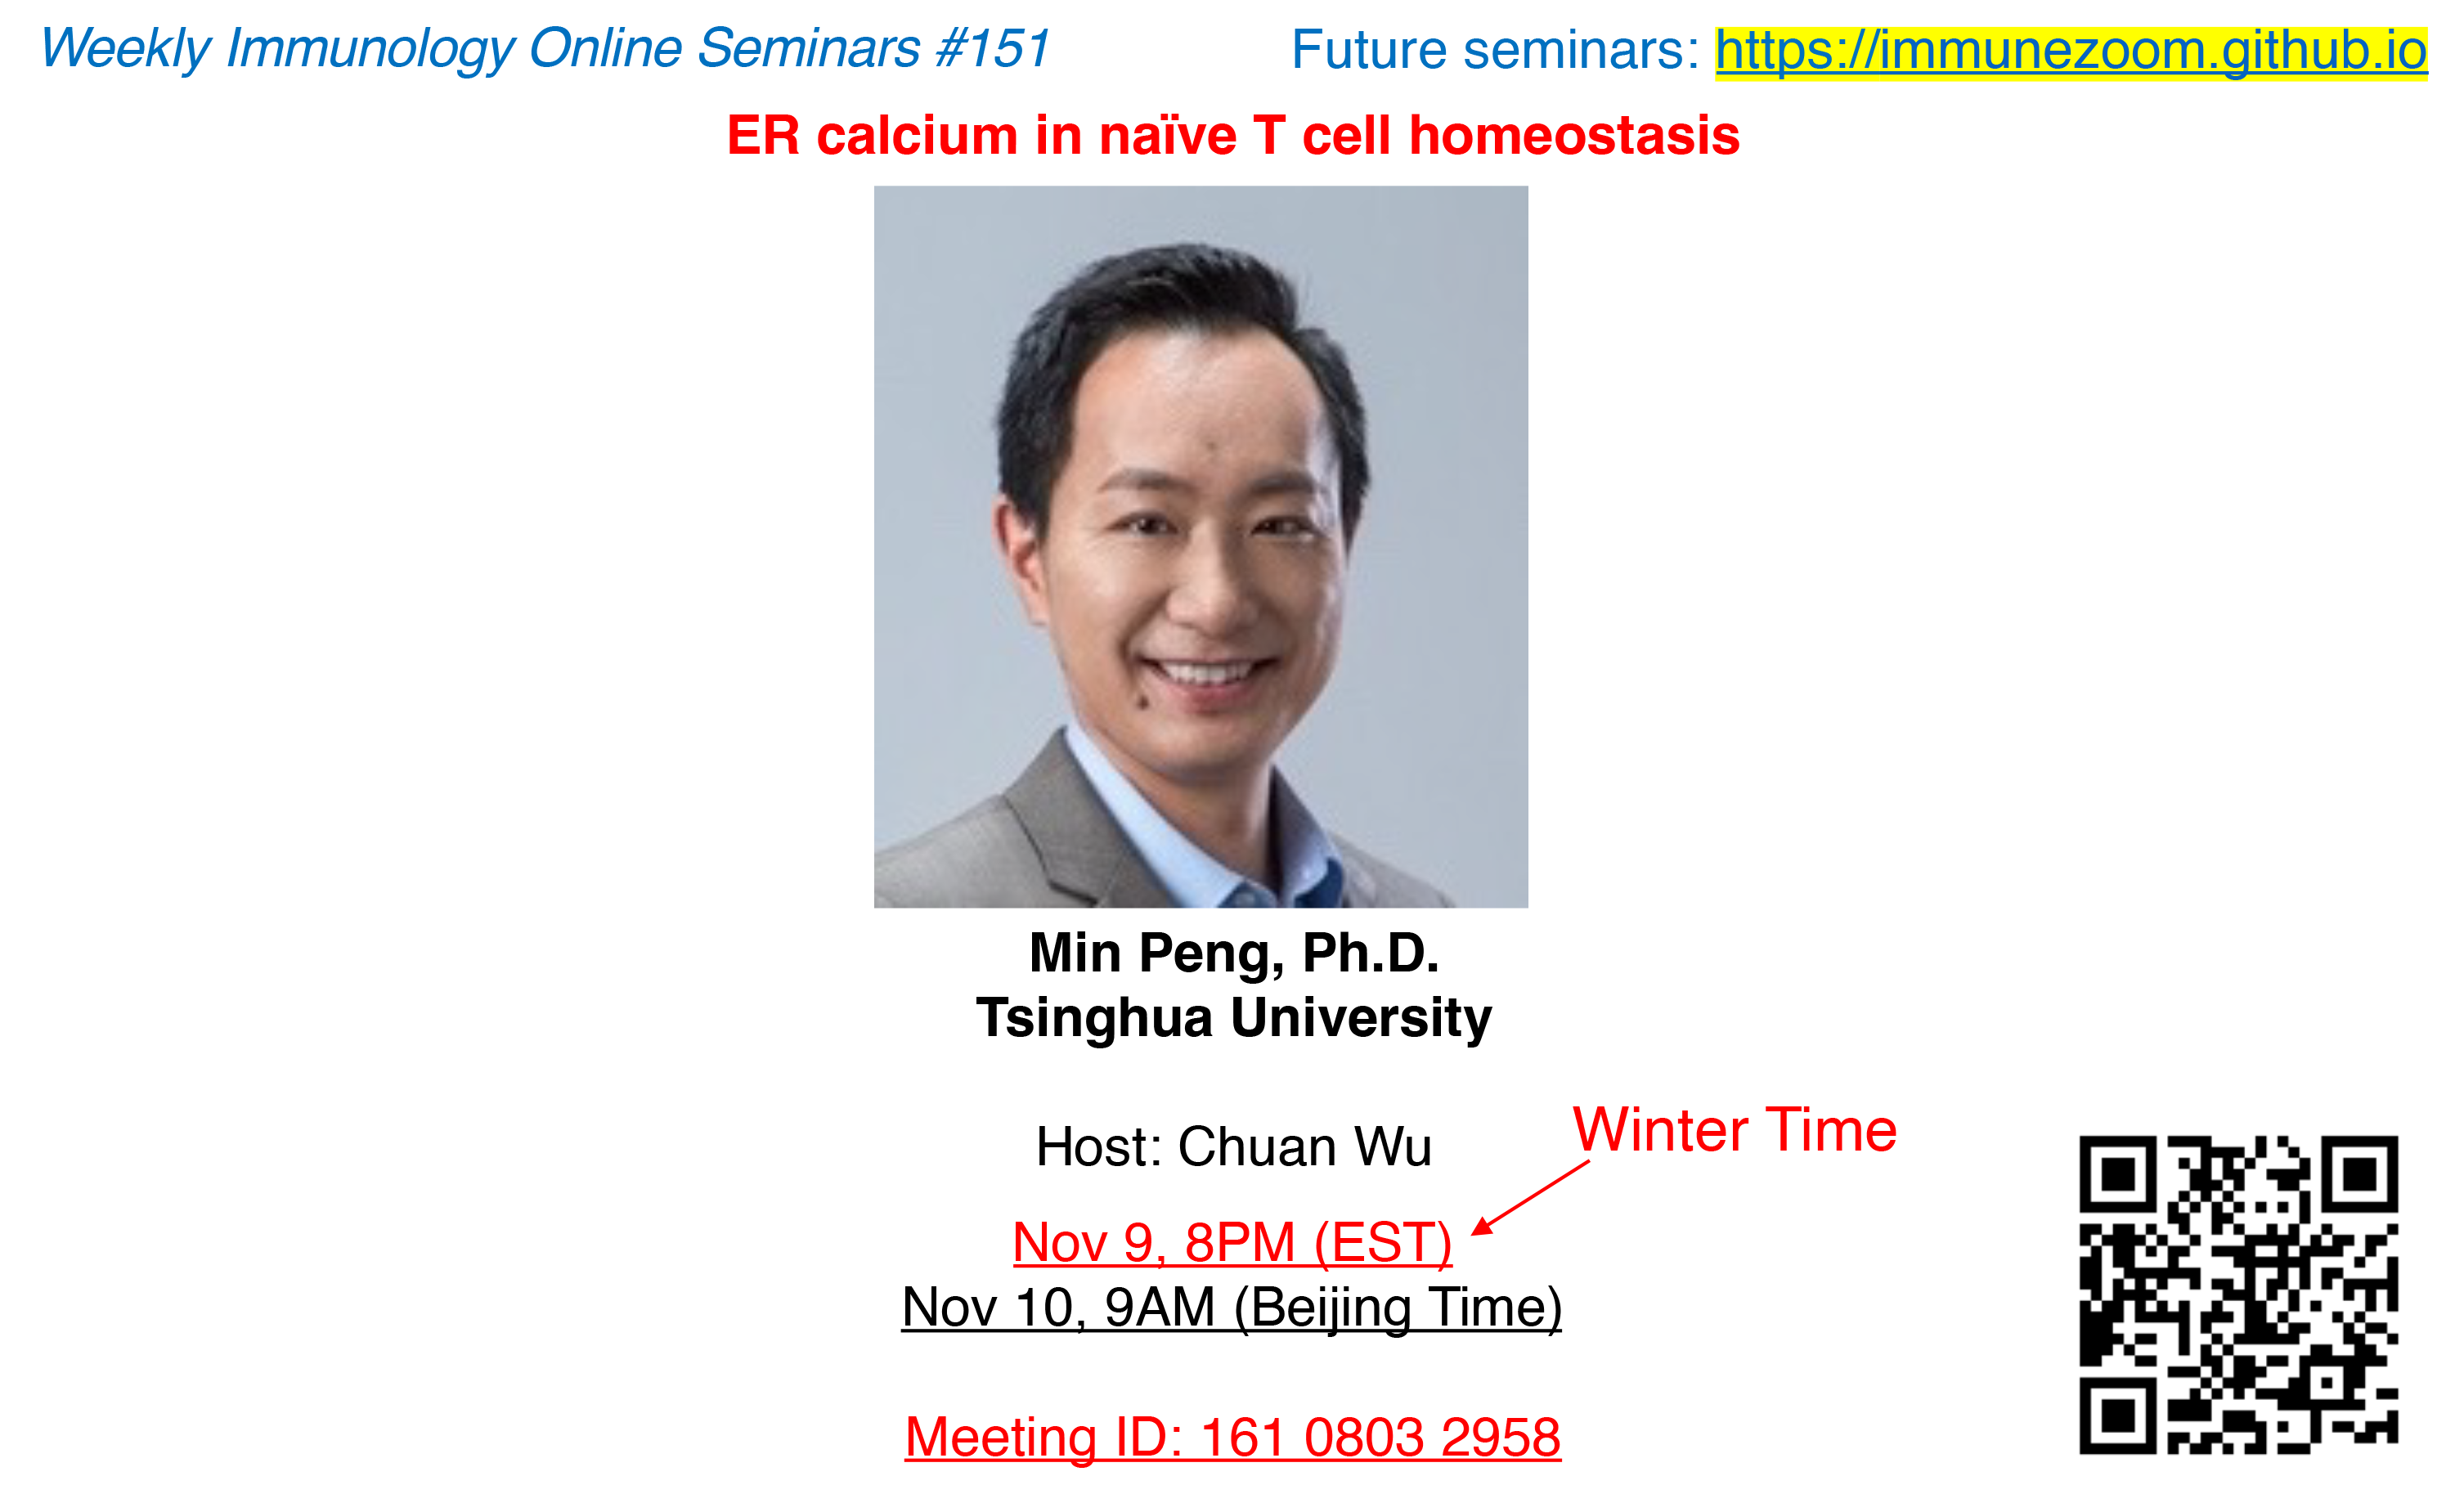 Weekly Immunology Online Seminars #151
Future seminars: https://immunezoom.github.io
ER calcium in naïve T cell homeostasis
Min Peng, Ph.D.
Tsinghua University
Host: Chuan Wu
Winter Time
Nov 9, 8PM (EST)
Nov 10, 9AM (Beijing Time)
Meeting ID: 161 0803 2958